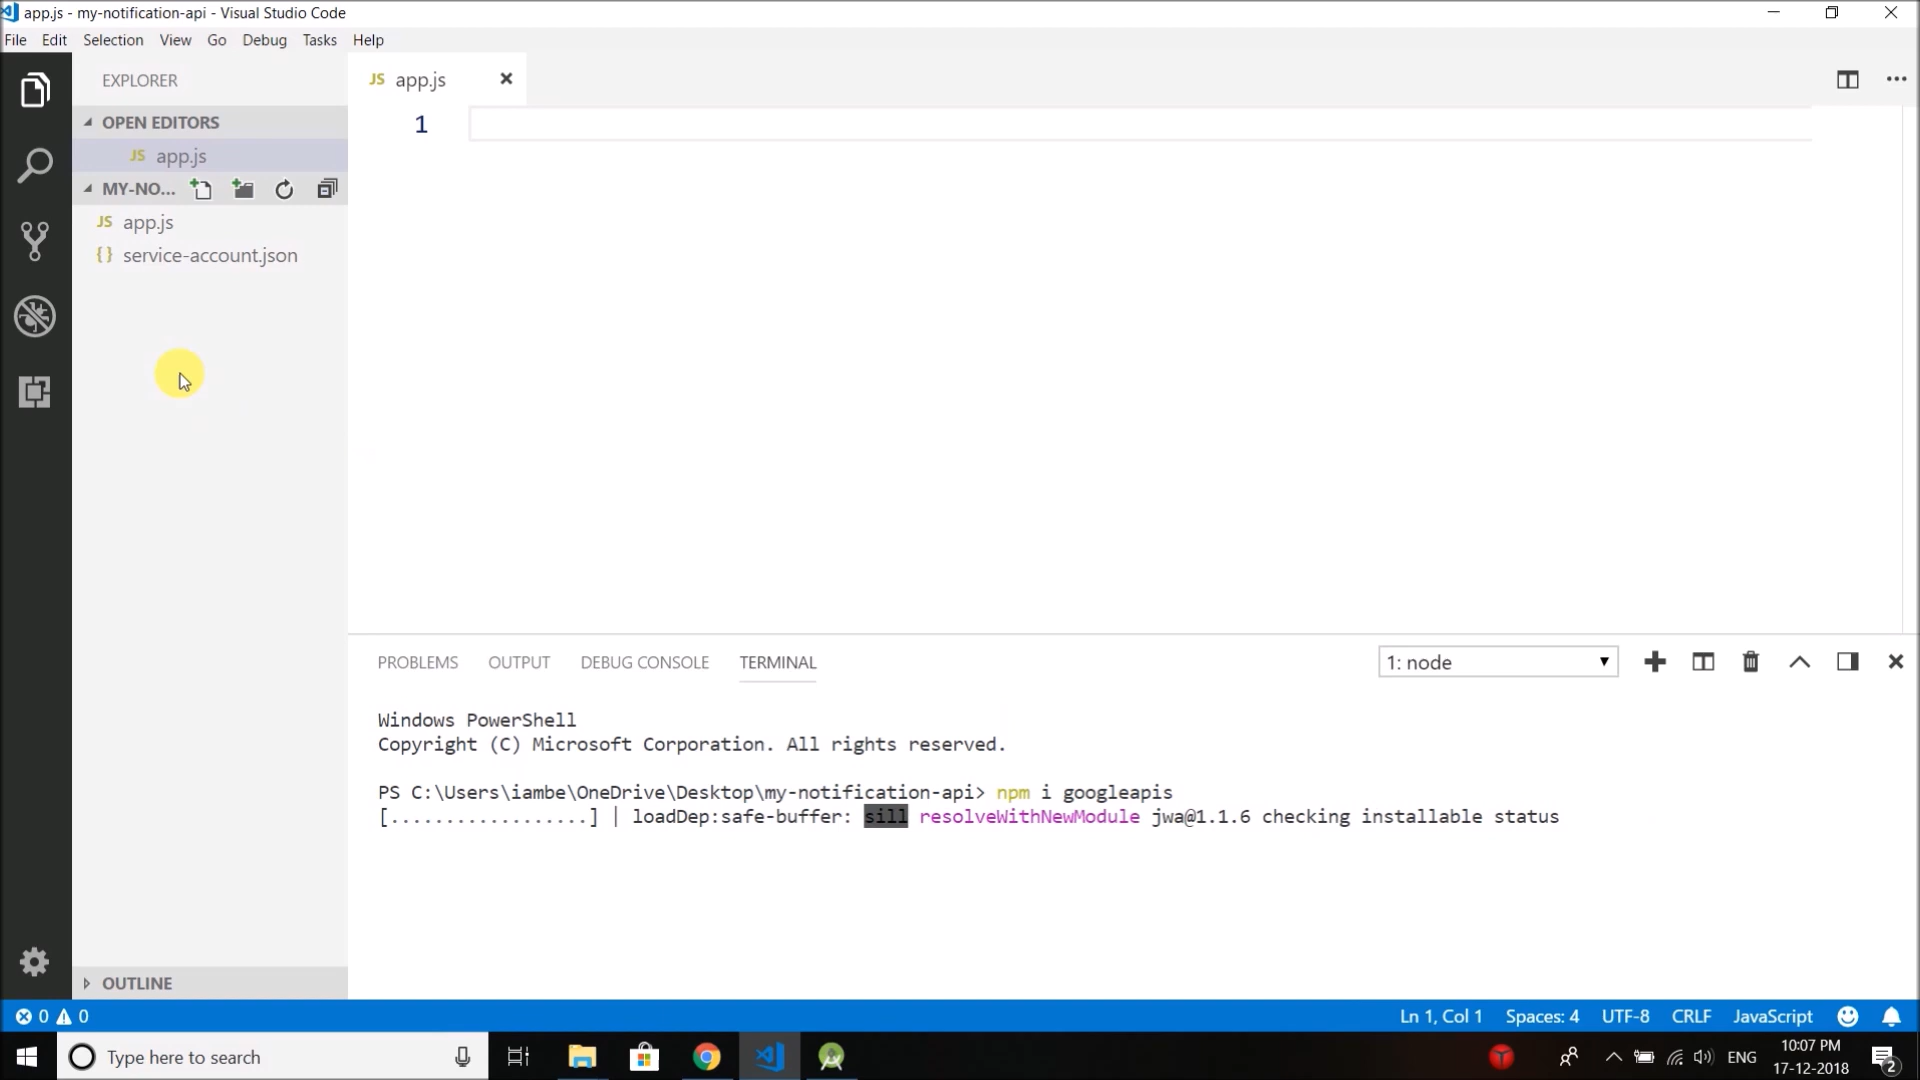 app.js - my-notification-api - Visual Studio Code
File Edit Selection View Go Debug Tasks Help
EXPLORER
JS app.js
OPEN EDITORS
1
JS app.js
MY-NO...
JS app.js
{} service-account.json
PROBLEMS OUTPUT DEBUG CONSOLE TERMINAL
1: node
Windows PowerShell
Copyright (C) Microsoft Corporation. All rights reserved.
PS C:\Users\iambe\OneDrive\Desktop\my-notification-api> npm i googleapis
[..................] | loadDep:safe-buffer: sill resolveWithNewModule jwa@1.1.6 checking installable status
OUTLINE
0 0
Ln 1, Col 1 Spaces: 4 UTF-8 CRLF JavaScript
Type here to search
ENG
10:07 PM
17-12-2018
2